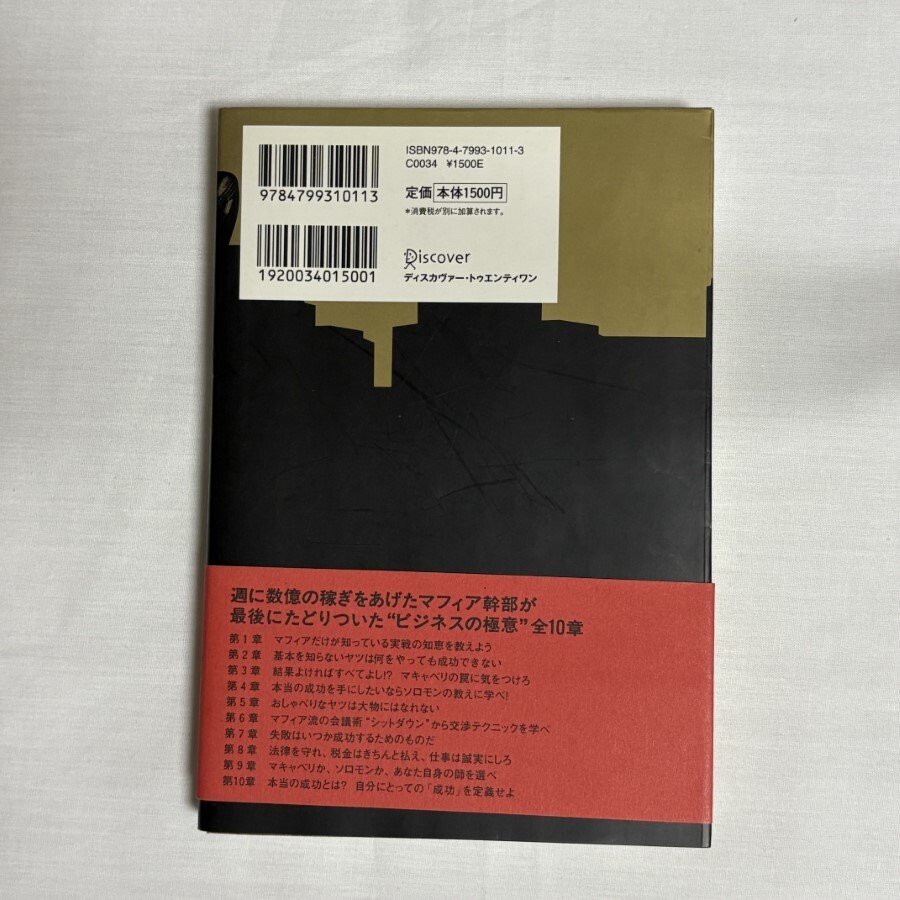 ISBN978-4-7993-1011-3
C0034 ¥1500E
9784799310113
定価 本体1500円
*消費税が別に加算されます。
1920034015001
Discover
ディスカヴァー・トゥエンティワン
週に数億の稼ぎをあげたマフィア幹部が
最後にたどりついた“ビジネスの極意”全10章
第1章 マフィアだけが知っている実戦の知恵を教えよう
第2章 基本を知らないヤツは何をやっても成功できない
第3章 結果よければすべてよし!? マキャベリの罠に気をつけろ
第4章 本当の成功を手にしたいならソロモンの教えに学べ!
第5章 おしゃべりなヤツは大物にはなれない
第6章 マフィア流の会議術“シットダウン”から交渉テクニックを学べ
第7章 失敗はいつか成功するためのものだ
第8章 法律を守れ、税金はきちんと払え、仕事は誠実にしろ
第9章 マキャベリか、ソロモンか、あなた自身の師を選べ
第10章 本当の成功とは? 自分にとっての「成功」を定義せよ